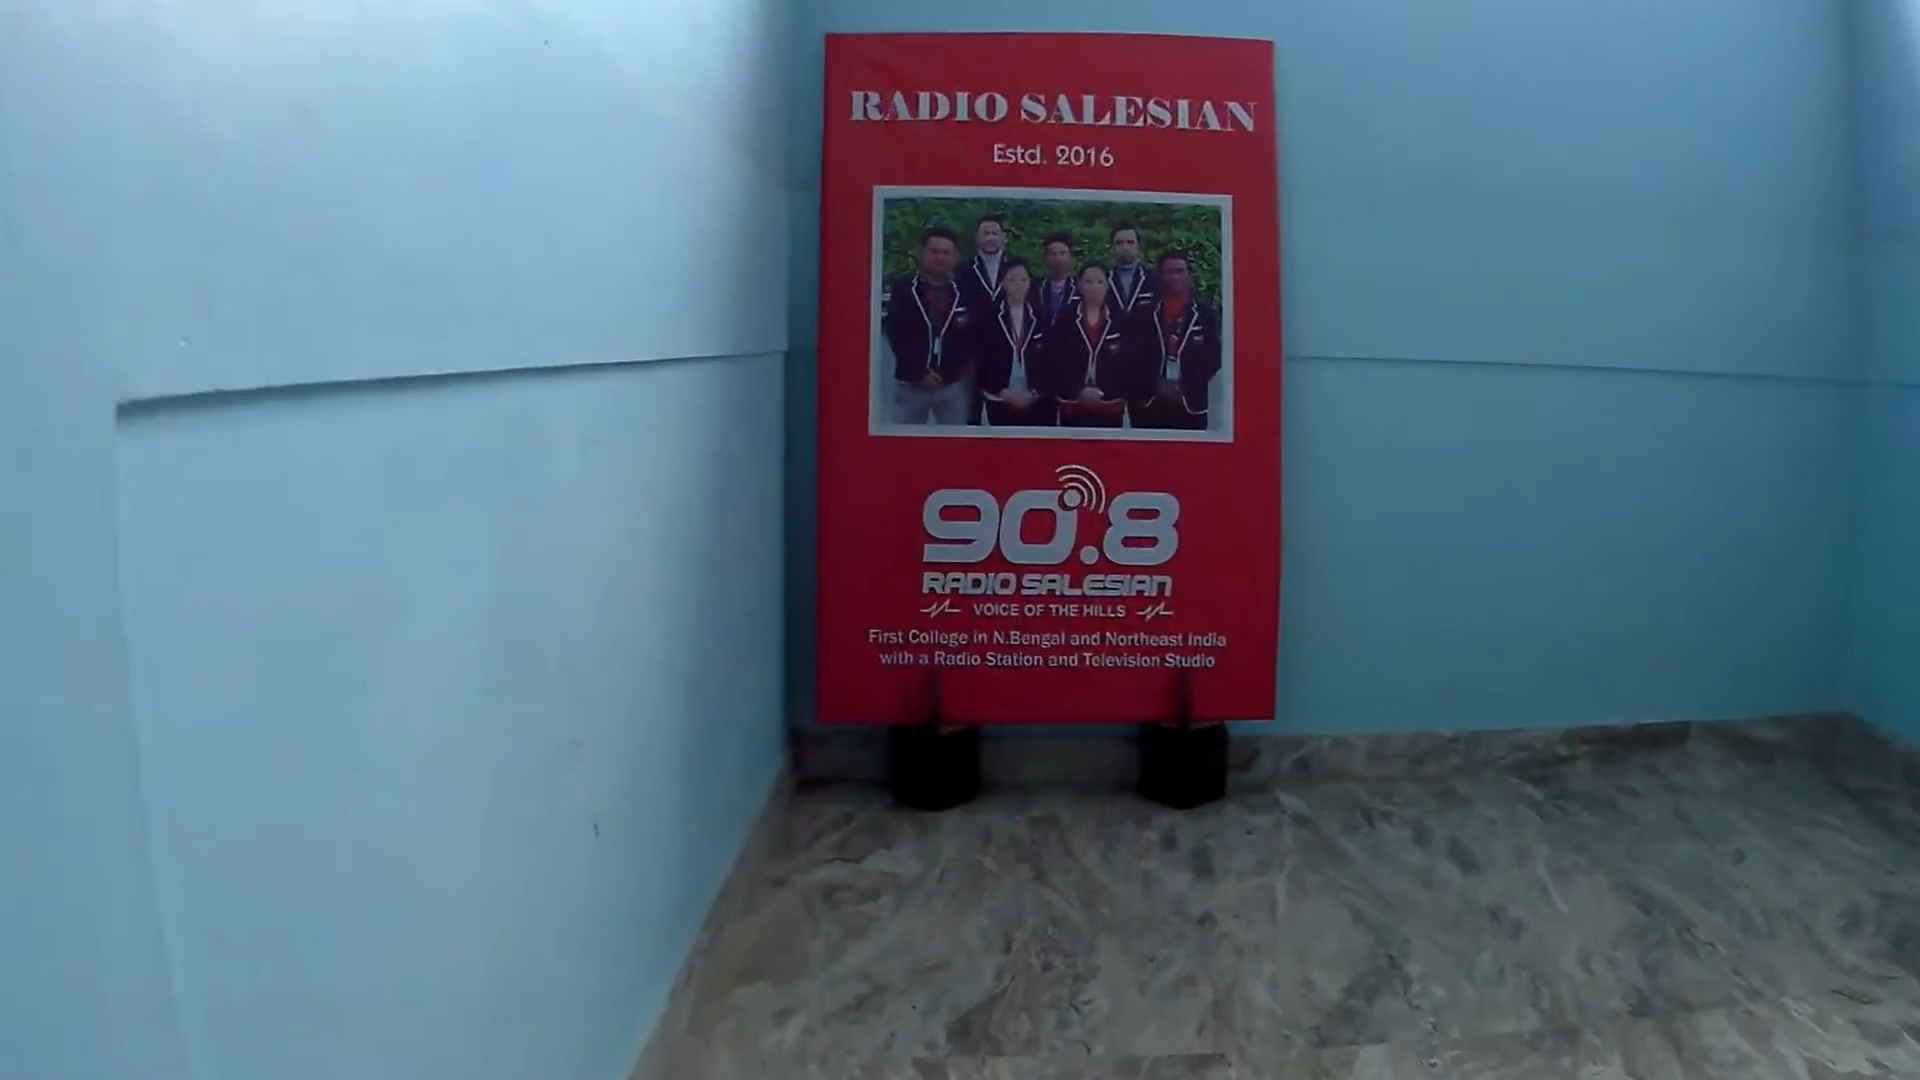 RADIO SALESIAN
Estd. 2016
90.8
RADIO SALESIAN
VOICE OF THE HILLS
First College in N.Bengal and Northeast India
with a Radio Station and Television Studio